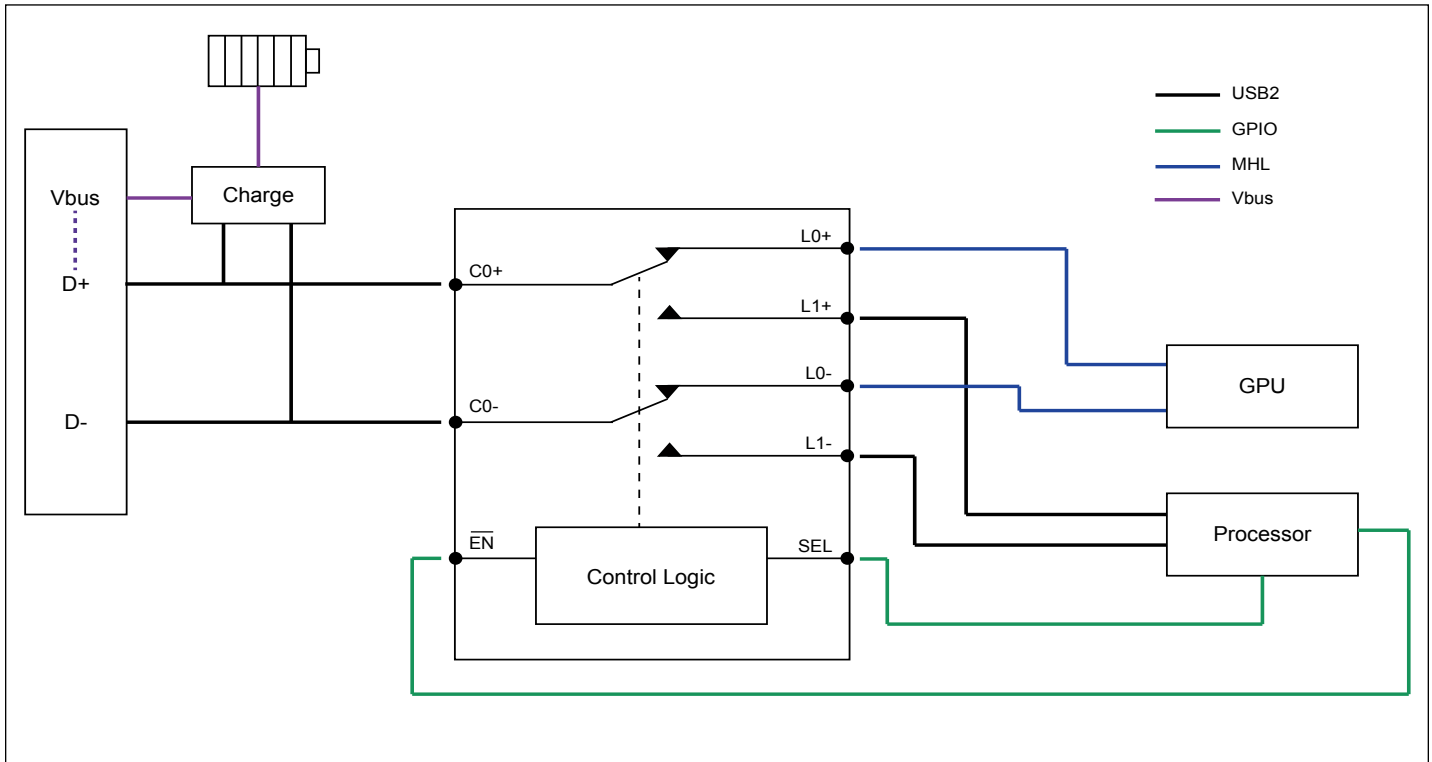 USB2
GPIO
MHL
Vbus
Vbus
Charge
D+
D-
C0+
L0+
L1+
C0-
L0-
L1-
EN
SEL
Control Logic
GPU
Processor